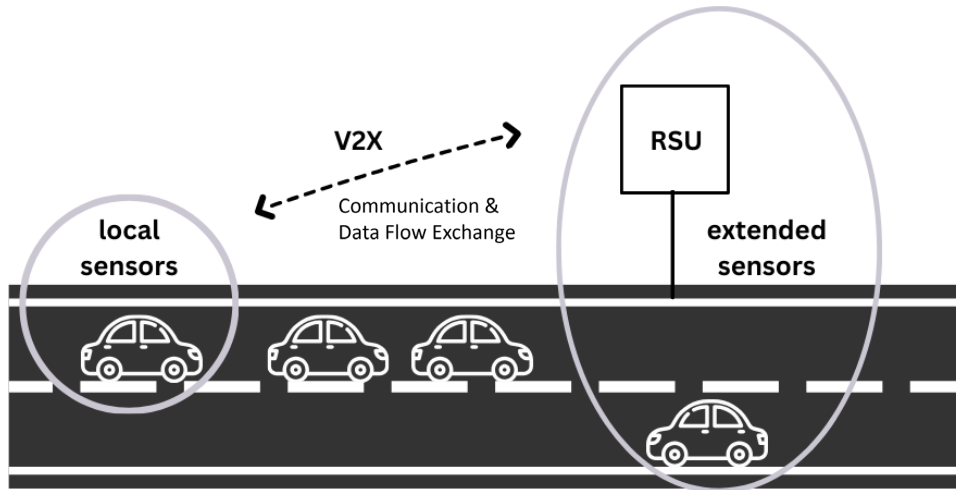 V2X
RSU
Communication &
Data Flow Exchange
local
sensors
extended
sensors